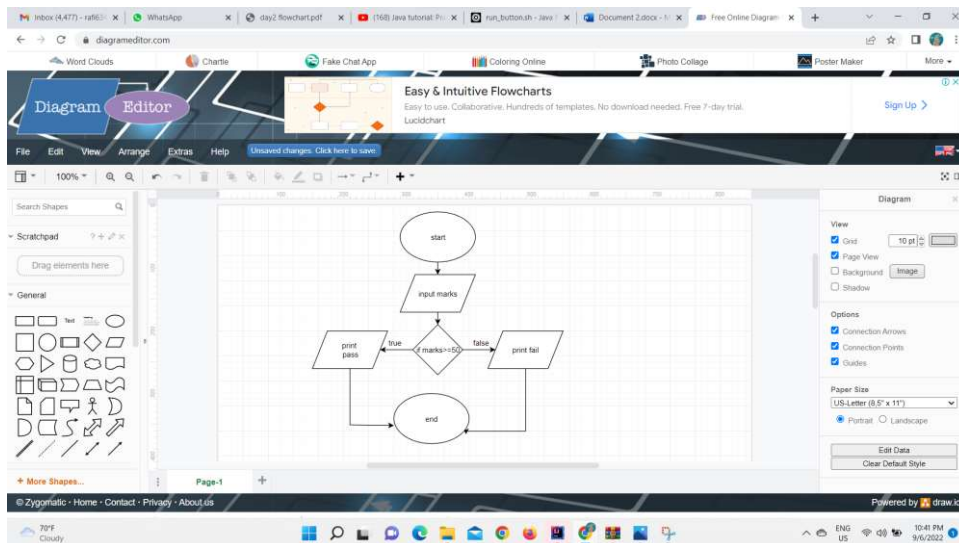 Inbox (4,477) - rafi63
WhatsApp
day2 flowchart.pdf
(168) Java tutorial: Pr
run_button.sh - Java
Document 2.docx - M
Free Online Diagram
diagrameditor.com
Word Clouds
Chartle
Fake Chat App
Coloring Online
Photo Collage
Poster Maker
More
Diagram Editor
Easy & Intuitive Flowcharts
Easy to use. Collaborative. Hundreds of templates. No download needed. Free 7-day trial.
Lucidchart
Sign Up
File Edit View Arrange Extras Help
Unsaved changes. Click here to save.
100%
Search Shapes
Scratchpad
Drag elements here
General
Text
+ More Shapes...
start
input marks
if marks>=50
true
false
print
pass
print fail
end
Page-1
Diagram
View
Grid
10 pt
Page View
Background
Image
Shadow
Options
Connection Arrows
Connection Points
Guides
Paper Size
US-Letter (8,5" x 11")
Portrait
Landscape
Edit Data
Clear Default Style
© Zygomatic - Home - Contact - Privacy - About us
Powered by draw.io
70°F
Cloudy
ENG
US
10:41 PM
9/6/2022